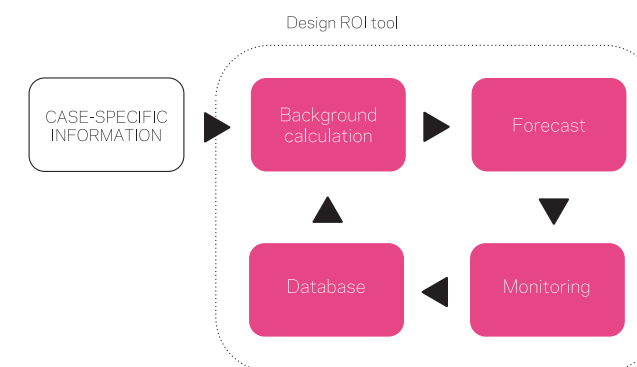 Design ROI tool
CASE-SPECIFIC
INFORMATION
Background
calculation
Forecast
Database
Monitoring